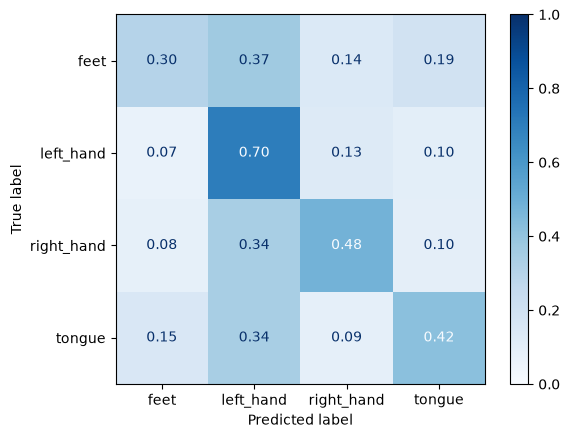 1.0
feet 0.30 0.37 0.14 0.19
0.8
left_hand 0.07 0.70 0.13 0.10
0.6
True label
right_hand 0.08 0.34 0.48 0.10
0.4
tongue 0.15 0.34 0.09 0.42
0.2
0.0
feet left_hand right_hand tongue
Predicted label